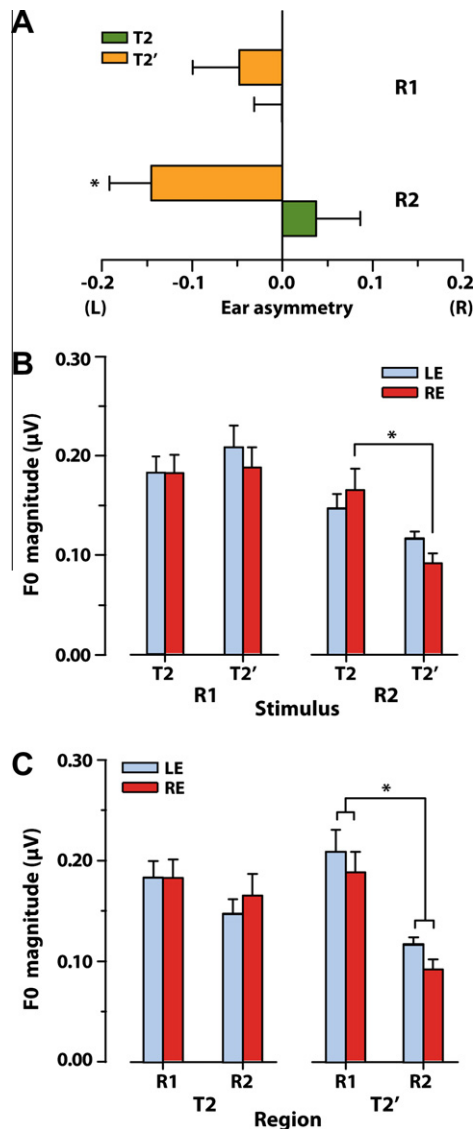 A
T2
T2′
R1
*
R2
-0.2 -0.1 0.0 0.1 0.2
(L) Ear asymmetry (R)
B
0.30
LE
RE
*
0.20
F0 magnitude (μV)
0.10
0.00
T2 T2′ T2 T2′
R1 R2
Stimulus
C
0.30
LE
RE
*
0.20
F0 magnitude (μV)
0.10
0.00
R1 R2 R1 R2
T2 T2′
Region